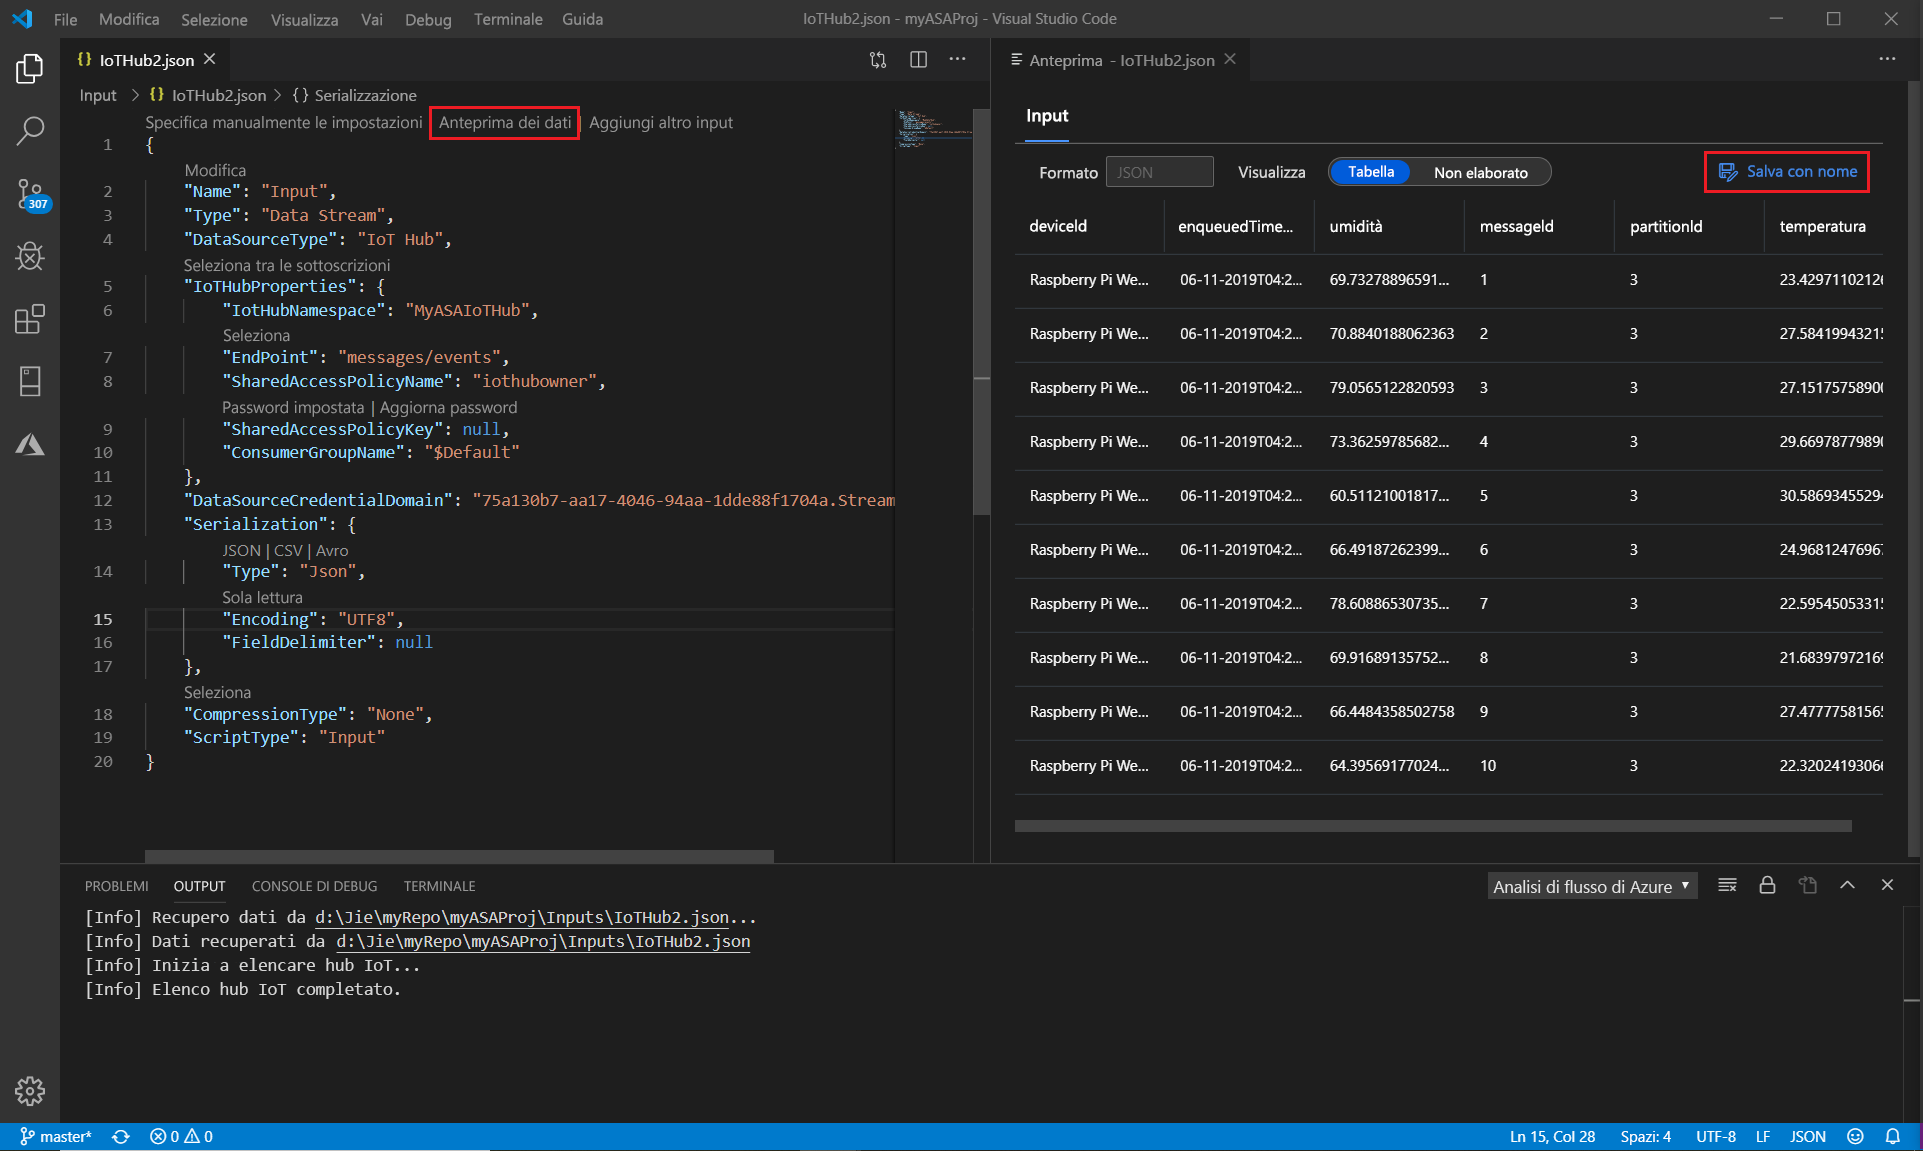 File Modifica Selezione Visualizza Vai Debug Terminale Guida
IoTHub2.json - myASAProj - Visual Studio Code
{} IoTHub2.json
Input > {} IoTHub2.json > {} Serializzazione
Specifica manualmente le impostazioni | Anteprima dei dati | Aggiungi altro input
1 {
Modifica
2 "Name": "Input",
3 "Type": "Data Stream",
4 "DataSourceType": "IoT Hub",
Seleziona tra le sottoscrizioni
5 "IoTHubProperties": {
6 "IotHubNamespace": "MyASAIoTHub",
Seleziona
7 "EndPoint": "messages/events",
8 "SharedAccessPolicyName": "iothubowner",
Password impostata | Aggiorna password
9 "SharedAccessPolicyKey": null,
10 "ConsumerGroupName": "$Default"
11 },
12 "DataSourceCredentialDomain": "75a130b7-aa17-4046-94aa-1dde88f1704a.Stream
13 "Serialization": {
JSON | CSV | Avro
14 "Type": "Json",
Sola lettura
15 "Encoding": "UTF8",
16 "FieldDelimiter": null
17 },
Seleziona
18 "CompressionType": "None",
19 "ScriptType": "Input"
20 }
307
Anteprima - IoTHub2.json
Input
Formato JSON Visualizza Tabella Non elaborato Salva con nome
deviceId enqueuedTime... umidità messageId partitionId temperatura
Raspberry Pi We... 06-11-2019T04:2... 69.73278896591... 1 3 23.42971102126
Raspberry Pi We... 06-11-2019T04:2... 70.8840188062363 2 3 27.58419943215
Raspberry Pi We... 06-11-2019T04:2... 79.0565122820593 3 3 27.15175758900
Raspberry Pi We... 06-11-2019T04:2... 73.36259785682... 4 3 29.66978779890
Raspberry Pi We... 06-11-2019T04:2... 60.51121001817... 5 3 30.58693455294
Raspberry Pi We... 06-11-2019T04:2... 66.49187262399... 6 3 24.96812476967
Raspberry Pi We... 06-11-2019T04:2... 78.60886530735... 7 3 22.59545053315
Raspberry Pi We... 06-11-2019T04:2... 69.91689135752... 8 3 21.68397972169
Raspberry Pi We... 06-11-2019T04:2... 66.4484358502758 9 3 27.47777581565
Raspberry Pi We... 06-11-2019T04:2... 64.39569177024... 10 3 22.32024193066
PROBLEMI OUTPUT CONSOLE DI DEBUG TERMINALE
Analisi di flusso di Azure
[Info] Recupero dati da d:\Jie\myRepo\myASAProj\Inputs\IoTHub2.json...
[Info] Dati recuperati da d:\Jie\myRepo\myASAProj\Inputs\IoTHub2.json
[Info] Inizia a elencare hub IoT...
[Info] Elenco hub IoT completato.
master* 0 0
Ln 15, Col 28 Spazi: 4 UTF-8 LF JSON